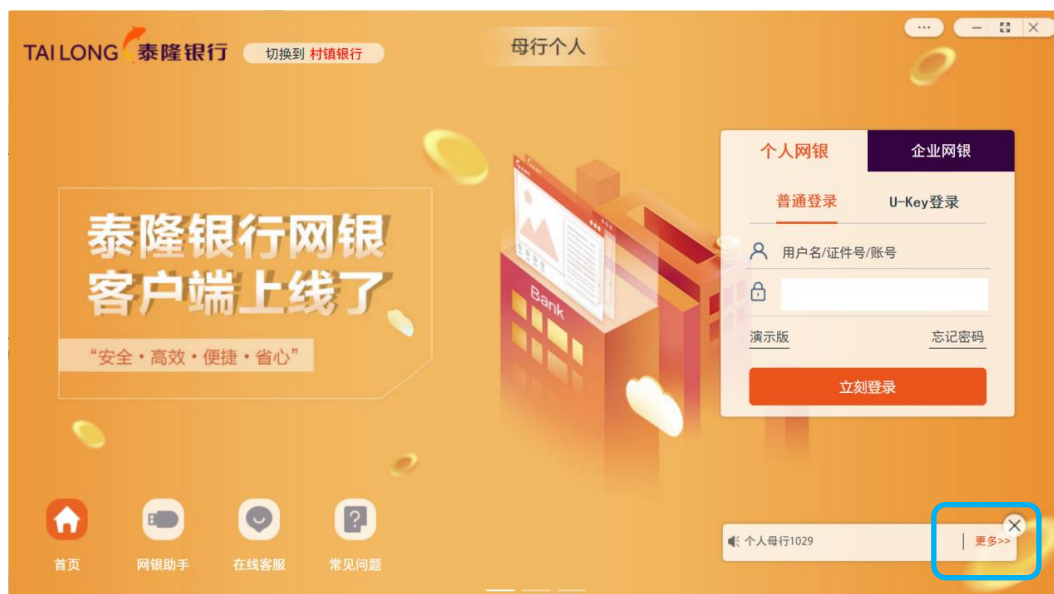 TAILONG 泰隆银行
切换到 村镇银行
母行个人
个人网银
企业网银
普通登录
U-Key登录
用户名/证件号/账号
演示版
忘记密码
立刻登录
泰隆银行网银
客户端上线了
“安全·高效·便捷·省心”
Bank
首页
网银助手
在线客服
常见问题
个人母行1029
更多>>